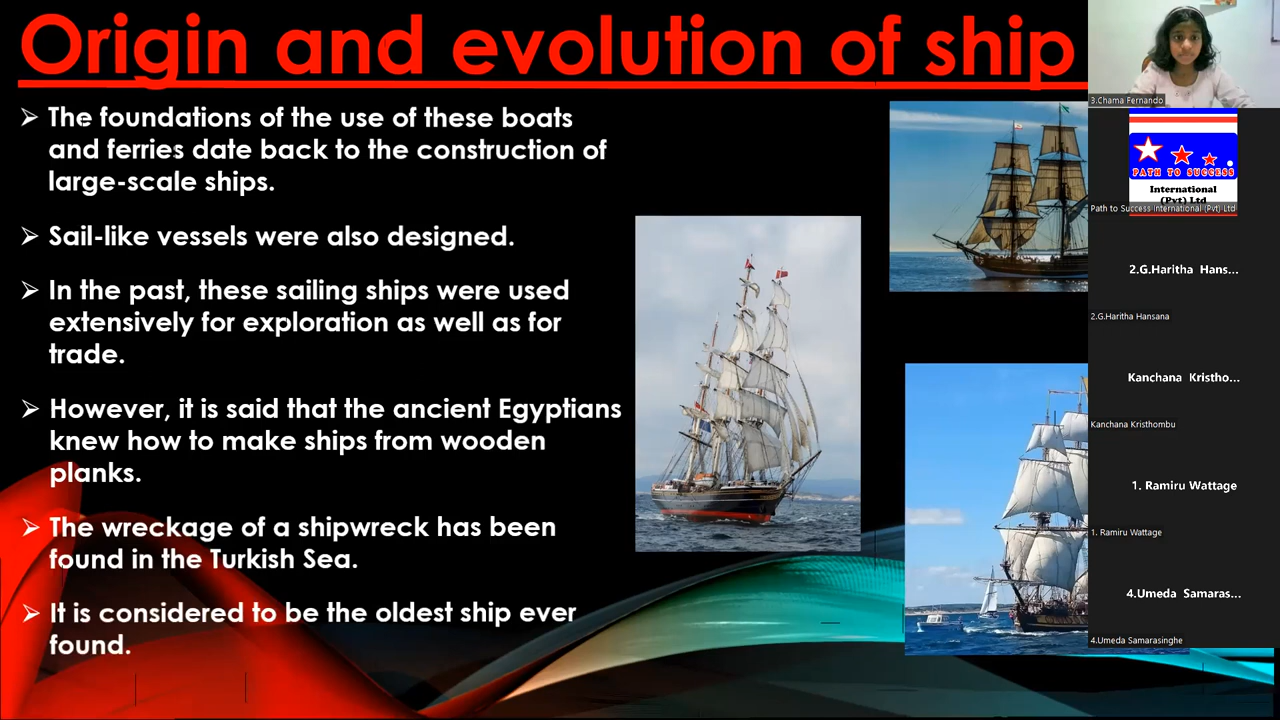 Origin and evolution of ship
➢ The foundations of the use of these boats
and ferries date back to the construction of
large-scale ships.
➢ Sail-like vessels were also designed.
➢ In the past, these sailing ships were used
extensively for exploration as well as for
trade.
➢ However, it is said that the ancient Egyptians
knew how to make ships from wooden
planks.
➢ The wreckage of a shipwreck has been
found in the Turkish Sea.
➢ It is considered to be the oldest ship ever
found.
3.Chama Fernando
PATH TO SUCCESS
International
(Pvt) Ltd
Path to Success International (Pvt) Ltd
2.G.Haritha Hans...
2.G.Haritha Hansana
Kanchana Kristho...
Kanchana Kristhombu
1. Ramiru Wattage
1. Ramiru Wattage
4.Umeda Samaras...
4.Umeda Samarasinghe